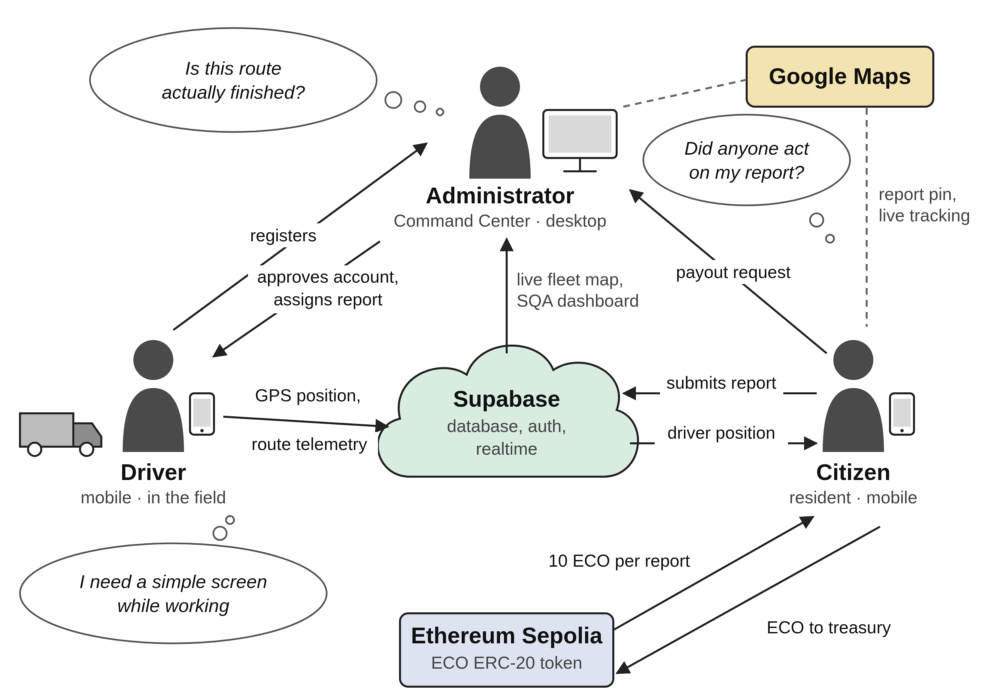 Is this route
actually finished?
Google Maps
Did anyone act
on my report?
Administrator
Command Center · desktop
report pin,
live tracking
registers
approves account,
assigns report
live fleet map,
SQA dashboard
payout request
GPS position,
route telemetry
Supabase
database, auth,
realtime
submits report
driver position
Driver
mobile · in the field
Citizen
resident · mobile
I need a simple screen
while working
10 ECO per report
ECO to treasury
Ethereum Sepolia
ECO ERC-20 token